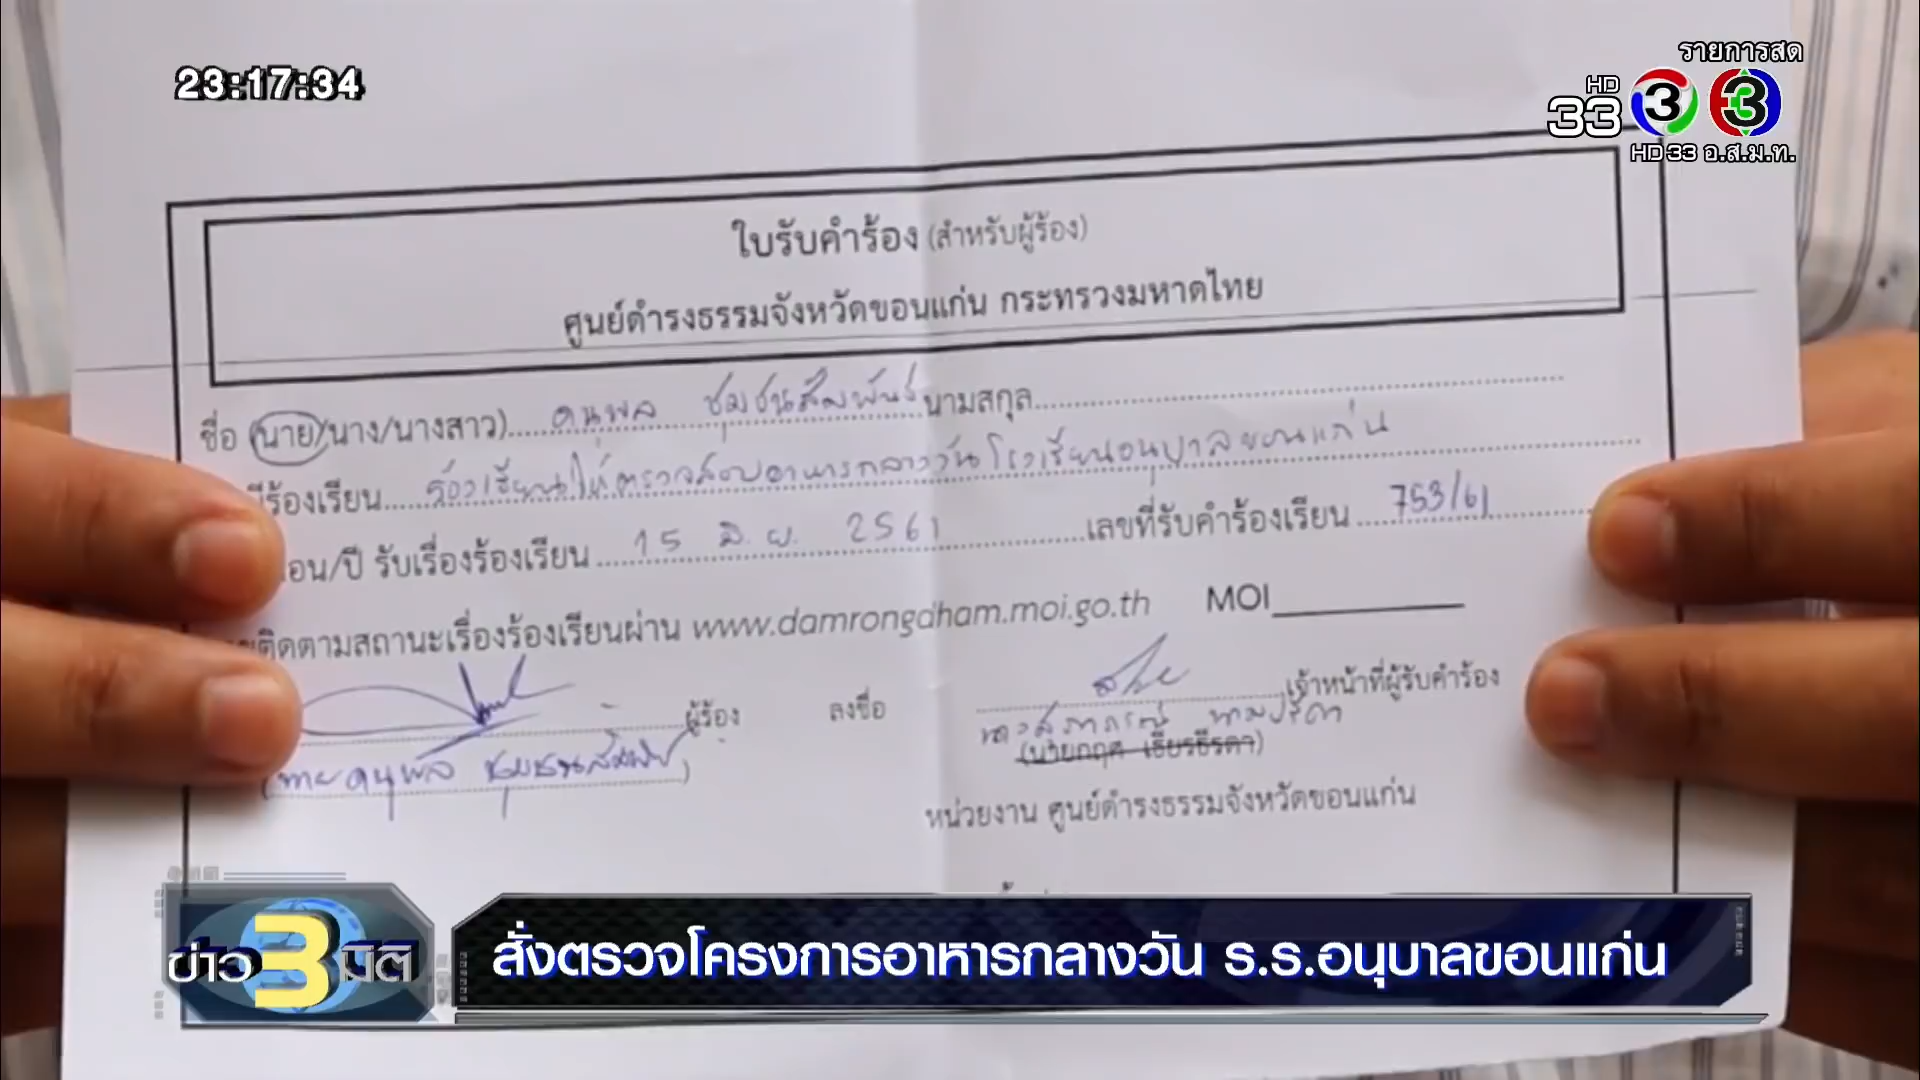 23:17:34
รายการสด
HD
33 3 3
HD 33 อ.ส.ม.ท.
ใบรับคำร้อง (สำหรับผู้ร้อง)
ศูนย์ดำรงธรรมจังหวัดขอนแก่น กระทรวงมหาดไทย
ชื่อ (นาย/นาง/นางสาว) ดนุพล ชุมชนสัมพันธ์ นามสกุล
ร้องเรียน ร้องเรียนให้ตรวจสอบอาหารกลางวันโรงเรียนอนุบาลขอนแก่น
/ปี รับเรื่องร้องเรียน 15 มิ.ย. 2561 เลขที่รับคำร้องเรียน 753/61
ติดตามสถานะเรื่องร้องเรียนผ่าน www.damrongdham.moi.go.th MOI
ผู้ร้อง ลงชื่อ เจ้าหน้าที่ผู้รับคำร้อง
(นายดนุพล ชุมชนสัมพันธ์)
หน่วยงาน ศูนย์ดำรงธรรมจังหวัดขอนแก่น
ข่าว 3 มิติ
สั่งตรวจโครงการอาหารกลางวัน ร.ร.อนุบาลขอนแก่น